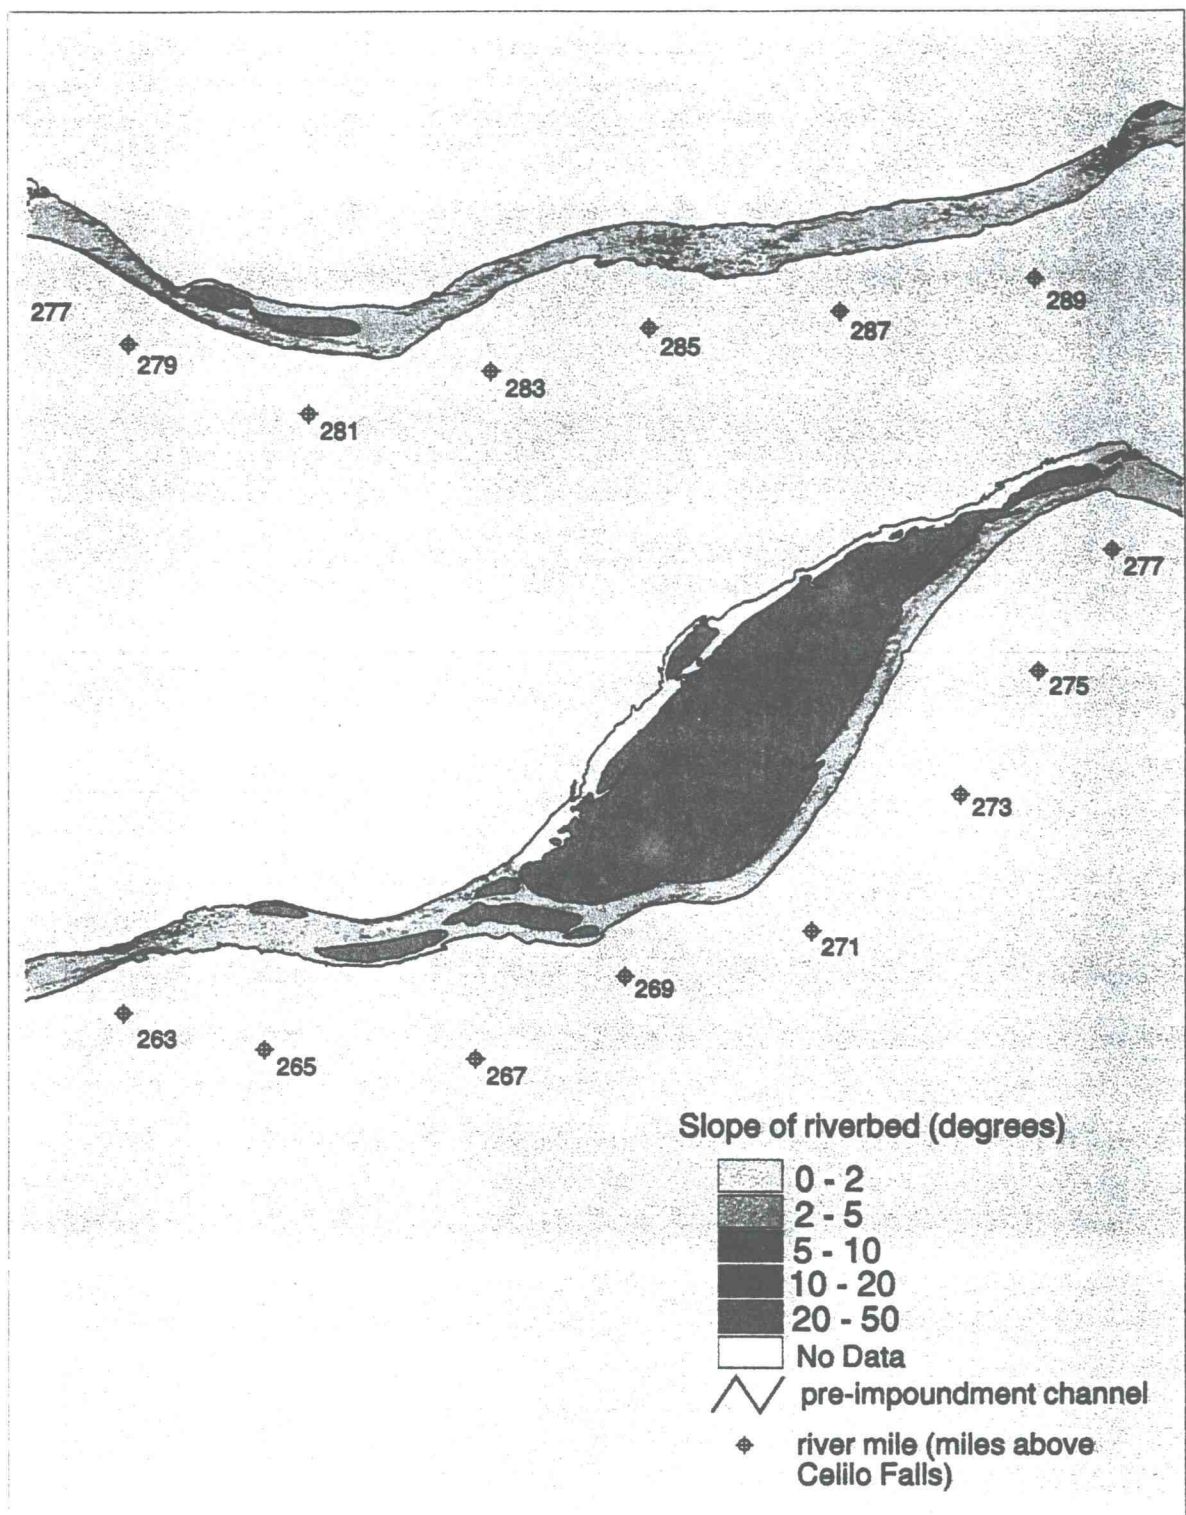 277
279
281
283
285
287
289
277
275
273
271
269
267
265
263
Slope of riverbed (degrees)
0 - 2
2 - 5
5 - 10
10 - 20
20 - 50
No Data
pre-impoundment channel
river mile (miles above
Celilo Falls)